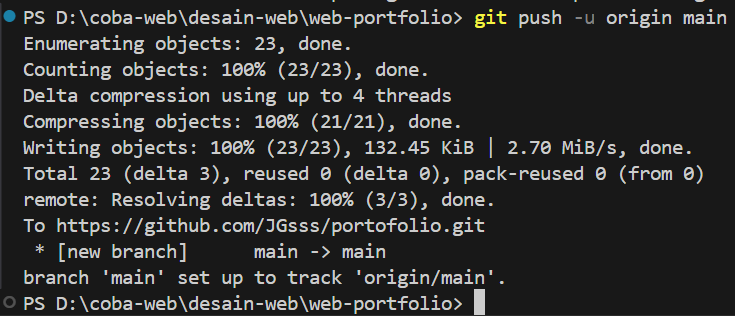 PS D:\coba-web\desain-web\web-portfolio> git push -u origin main
Enumerating objects: 23, done.
Counting objects: 100% (23/23), done.
Delta compression using up to 4 threads
Compressing objects: 100% (21/21), done.
Writing objects: 100% (23/23), 132.45 KiB | 2.70 MiB/s, done.
Total 23 (delta 3), reused 0 (delta 0), pack-reused 0 (from 0)
remote: Resolving deltas: 100% (3/3), done.
To https://github.com/JGsss/portofolio.git
 * [new branch]      main -> main
branch 'main' set up to track 'origin/main'.
PS D:\coba-web\desain-web\web-portfolio>